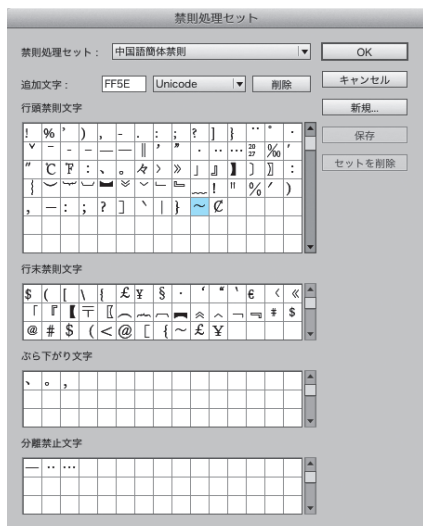 禁則処理セット
禁則処理セット： 中国語簡体禁則 OK
追加文字： FF5E Unicode 削除 キャンセル
行頭禁則文字 新規...
保存
セットを削除
! % ’ ) , - . : ; ? ] }
‰ ′
″ ℃ : 、 。 々 〉 》 」 』 】 〕 〗 :
! " % ′ )
, — : ; ? ] ` | } ～
行末禁則文字
$ ( [ \ { £ ¥ § · ‘ “ € 〈 《
「 『 【 〒 〖 # $
@ # $ ( < @ [ { ~ £ ¥
ぶら下がり文字
、 。 ,
分離禁止文字
— ‥ …